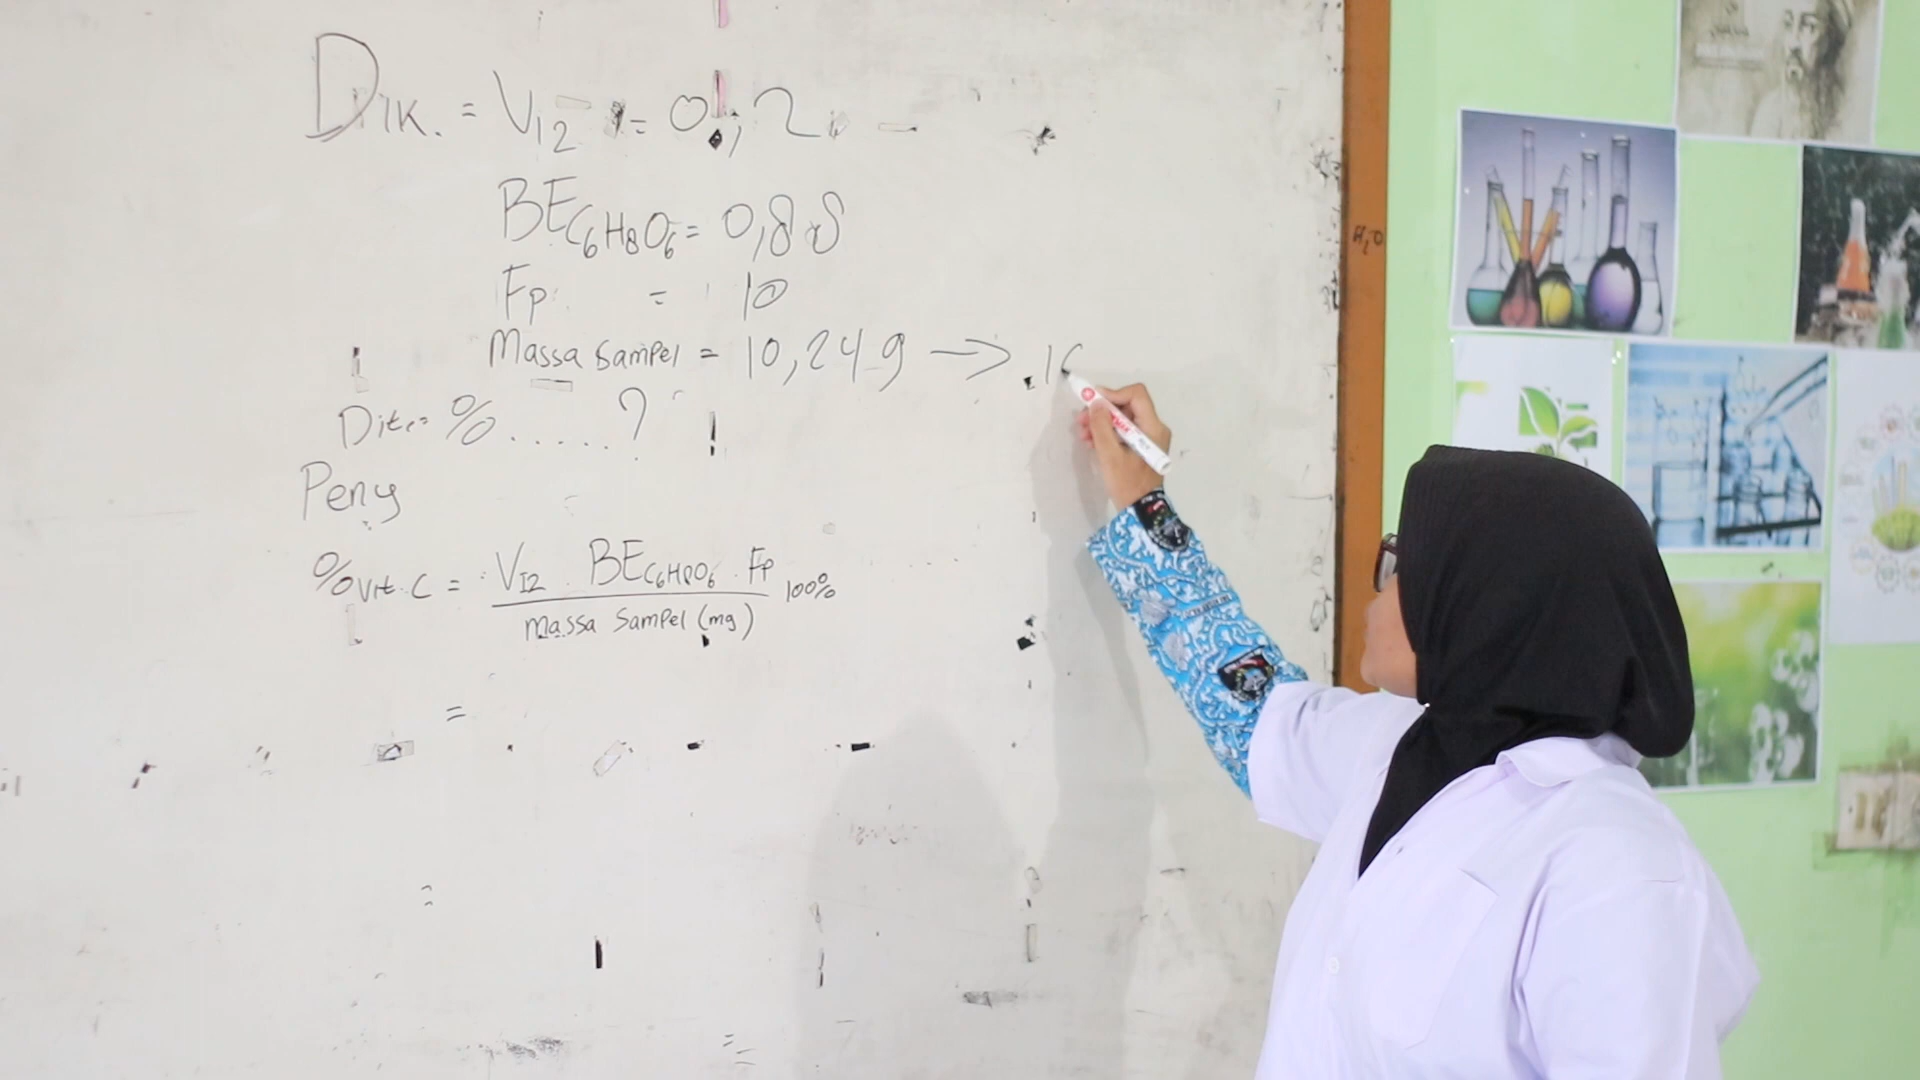 Dik. = V I2 = 0,2
BE C6H8O6 = 0,88
Fp = 10
Massa Sampel = 10,24 g → 10
Dit. = % ......?
Peny
% Vit. C = V I2 . BE C6H8O6 . Fp 100%
massa Sampel (mg)
=
H2O